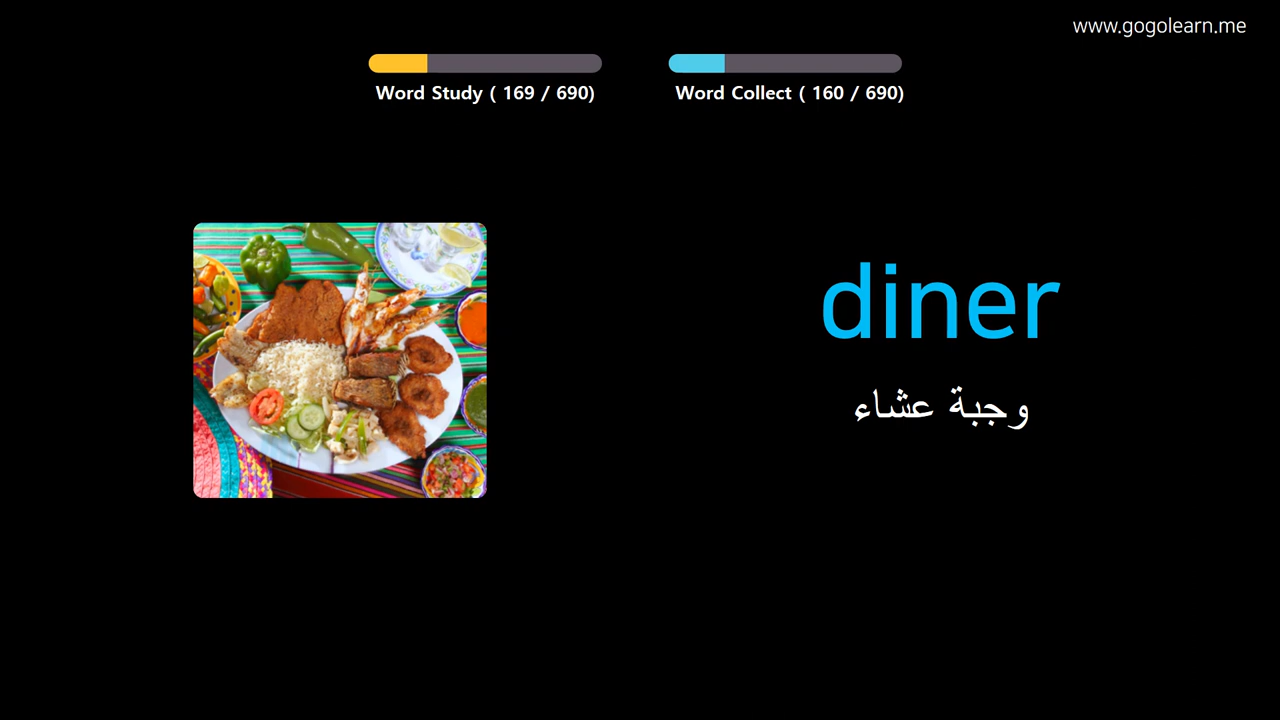 www.gogolearn.me
Word Study ( 169 / 690)
Word Collect ( 160 / 690)
diner
وجبة عشاء